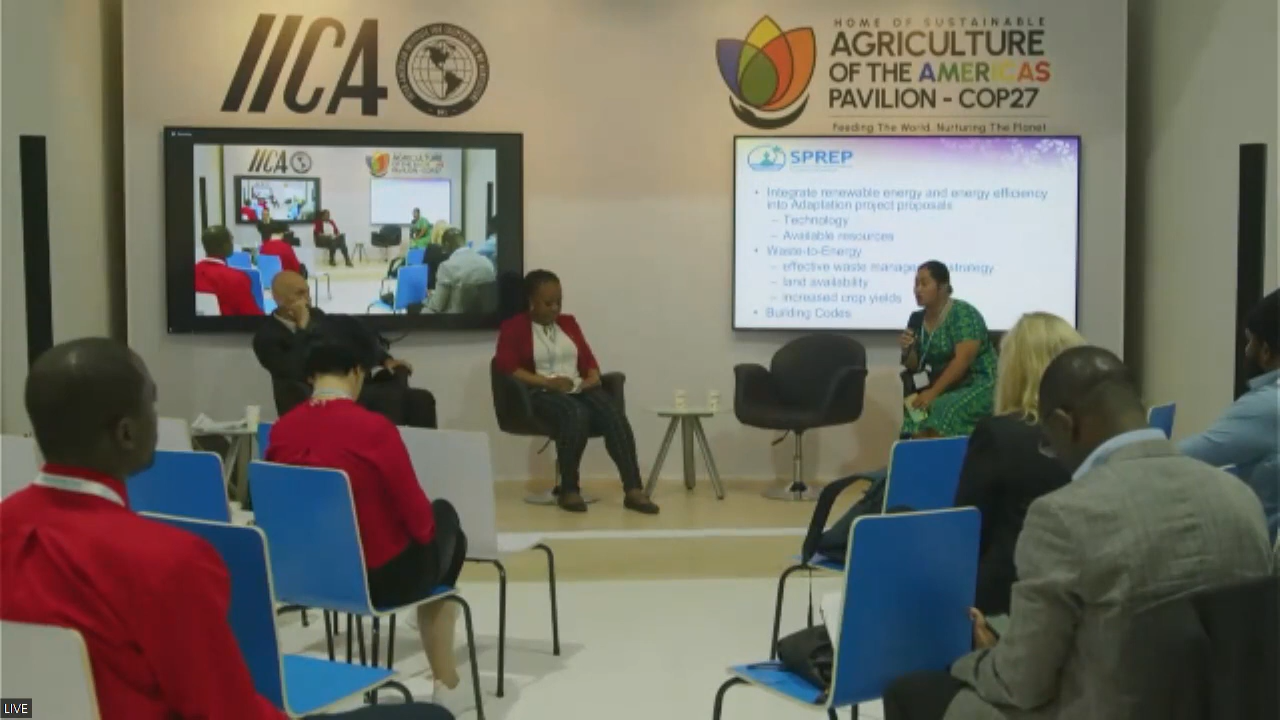 IICA
HOME OF SUSTAINABLE
AGRICULTURE
OF THE AMERICAS
PAVILION - COP27
Feeding The World, Nurturing The Planet
IICA
AGRICULTURE
SPREP
• Integrate renewable energy and energy efficiency
into Adaptation project proposals
– Technology
– Available resources
• Waste-to-Energy
– effective waste strategy
– land availability
– increased crop yields
• Building Codes
LIVE